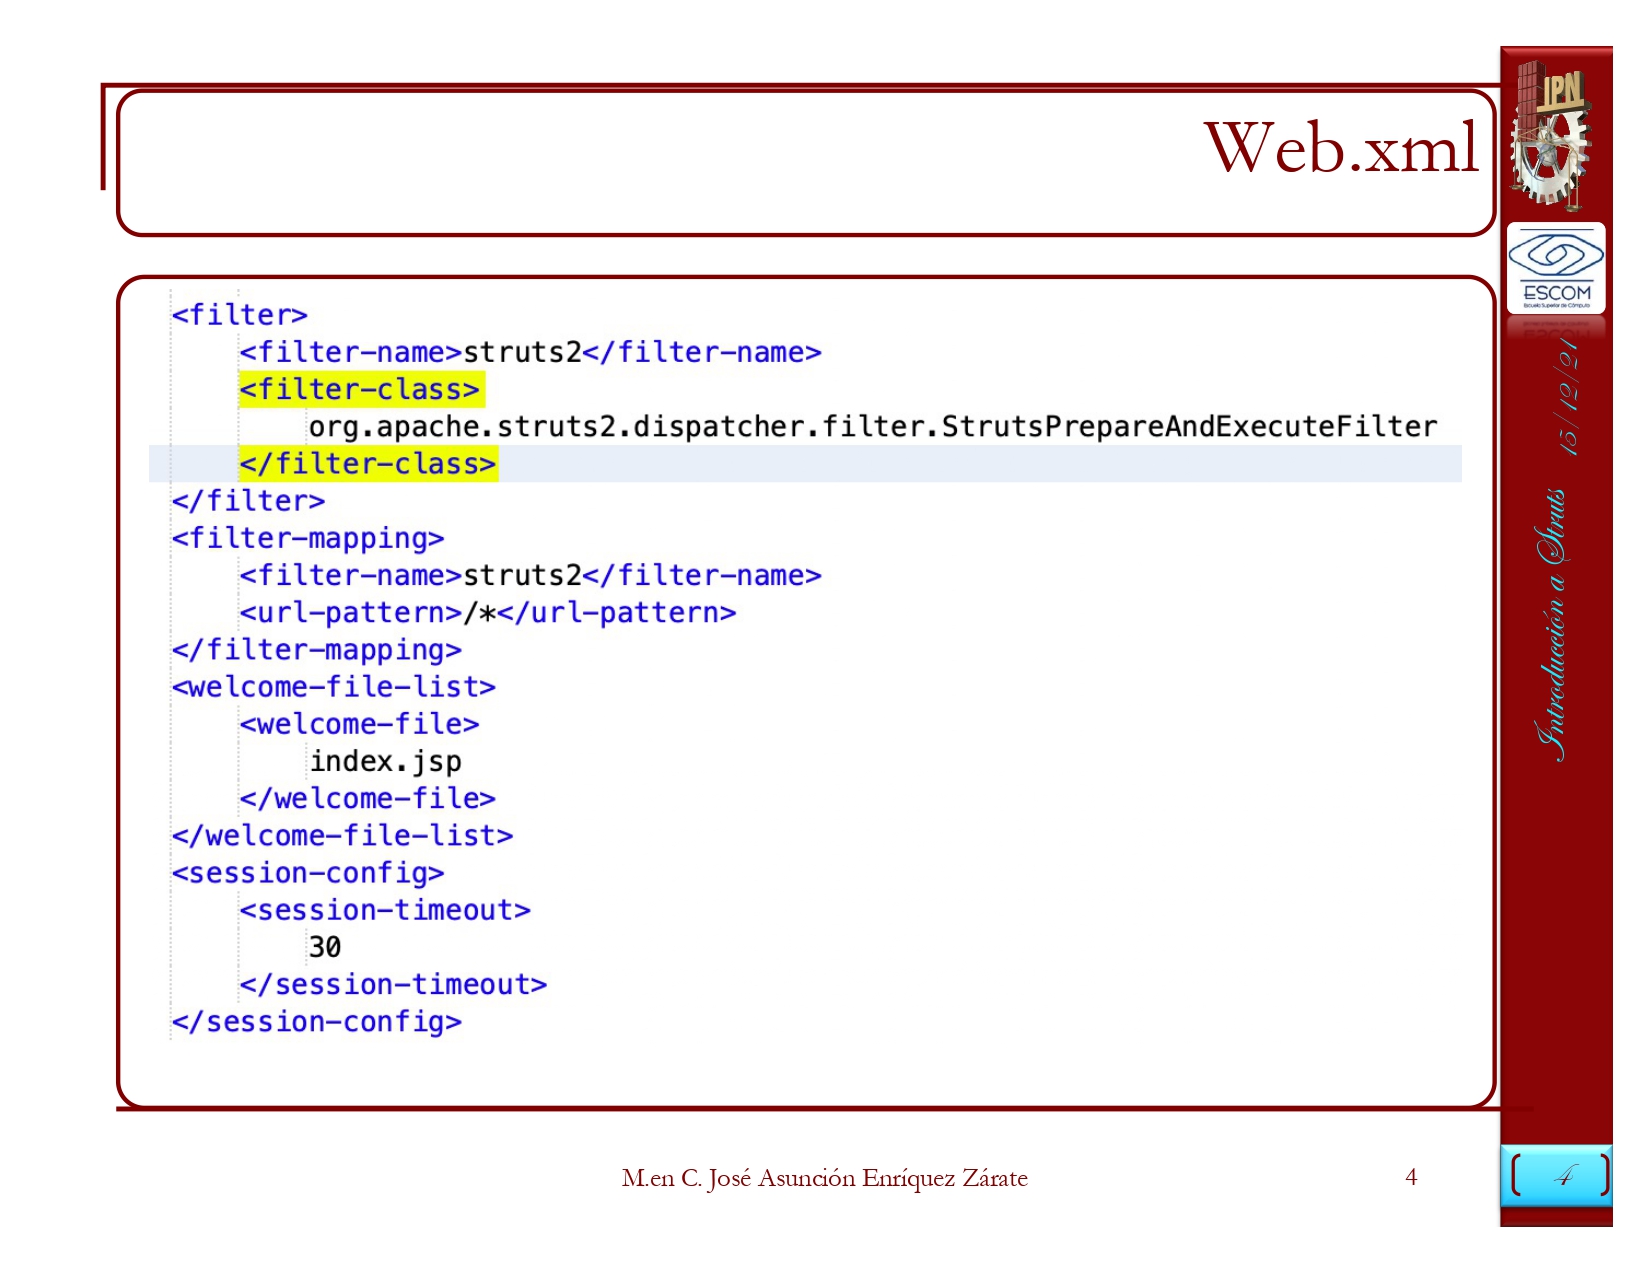 Web.xml
IPN
ESCOM
Escuela Superior de Cómputo
<filter>
<filter-name>struts2</filter-name>
<filter-class>
org.apache.struts2.dispatcher.filter.StrutsPrepareAndExecuteFilter
</filter-class>
</filter>
<filter-mapping>
<filter-name>struts2</filter-name>
<url-pattern>/*</url-pattern>
</filter-mapping>
<welcome-file-list>
<welcome-file>
index.jsp
</welcome-file>
</welcome-file-list>
<session-config>
<session-timeout>
30
</session-timeout>
</session-config>
15/12/21
Introducción a Struts
M.en C. José Asunción Enríquez Zárate
4
4